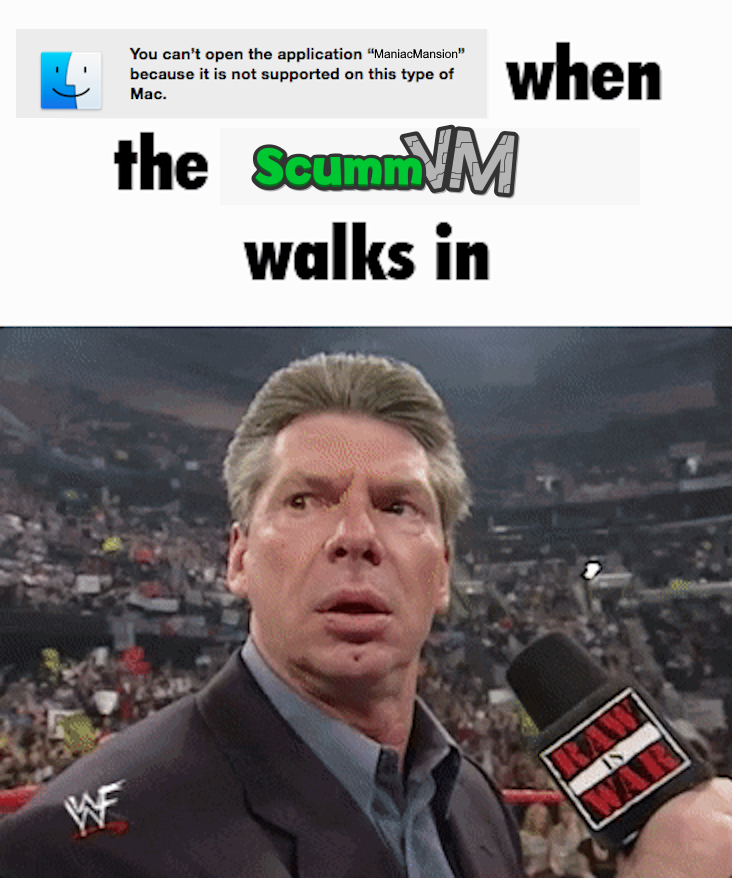 You can’t open the application “ManiacMansion”
because it is not supported on this type of
Mac.
when
the ScummVM
walks in
RAW
IS
WAR
WF